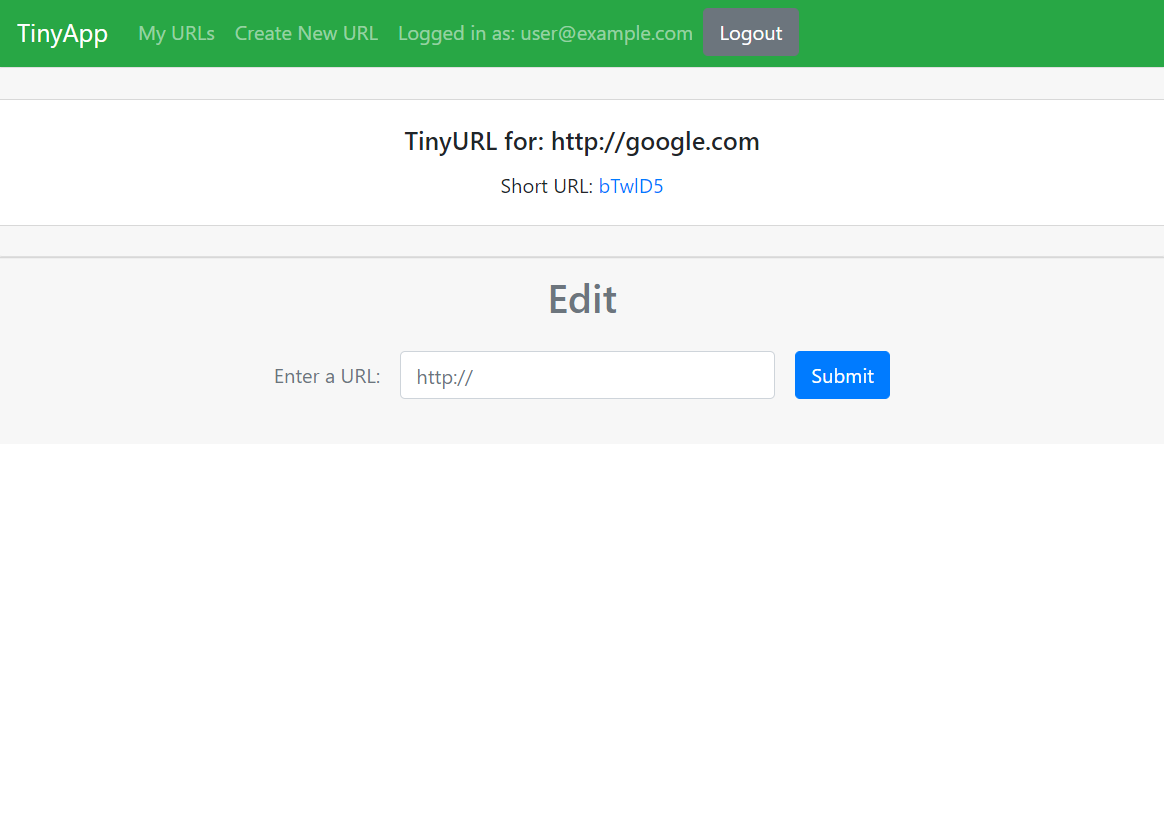 TinyApp My URLs Create New URL Logged in as: user@example.com Logout
TinyURL for: http://google.com
Short URL: bTwlD5
Edit
Enter a URL: http:// Submit